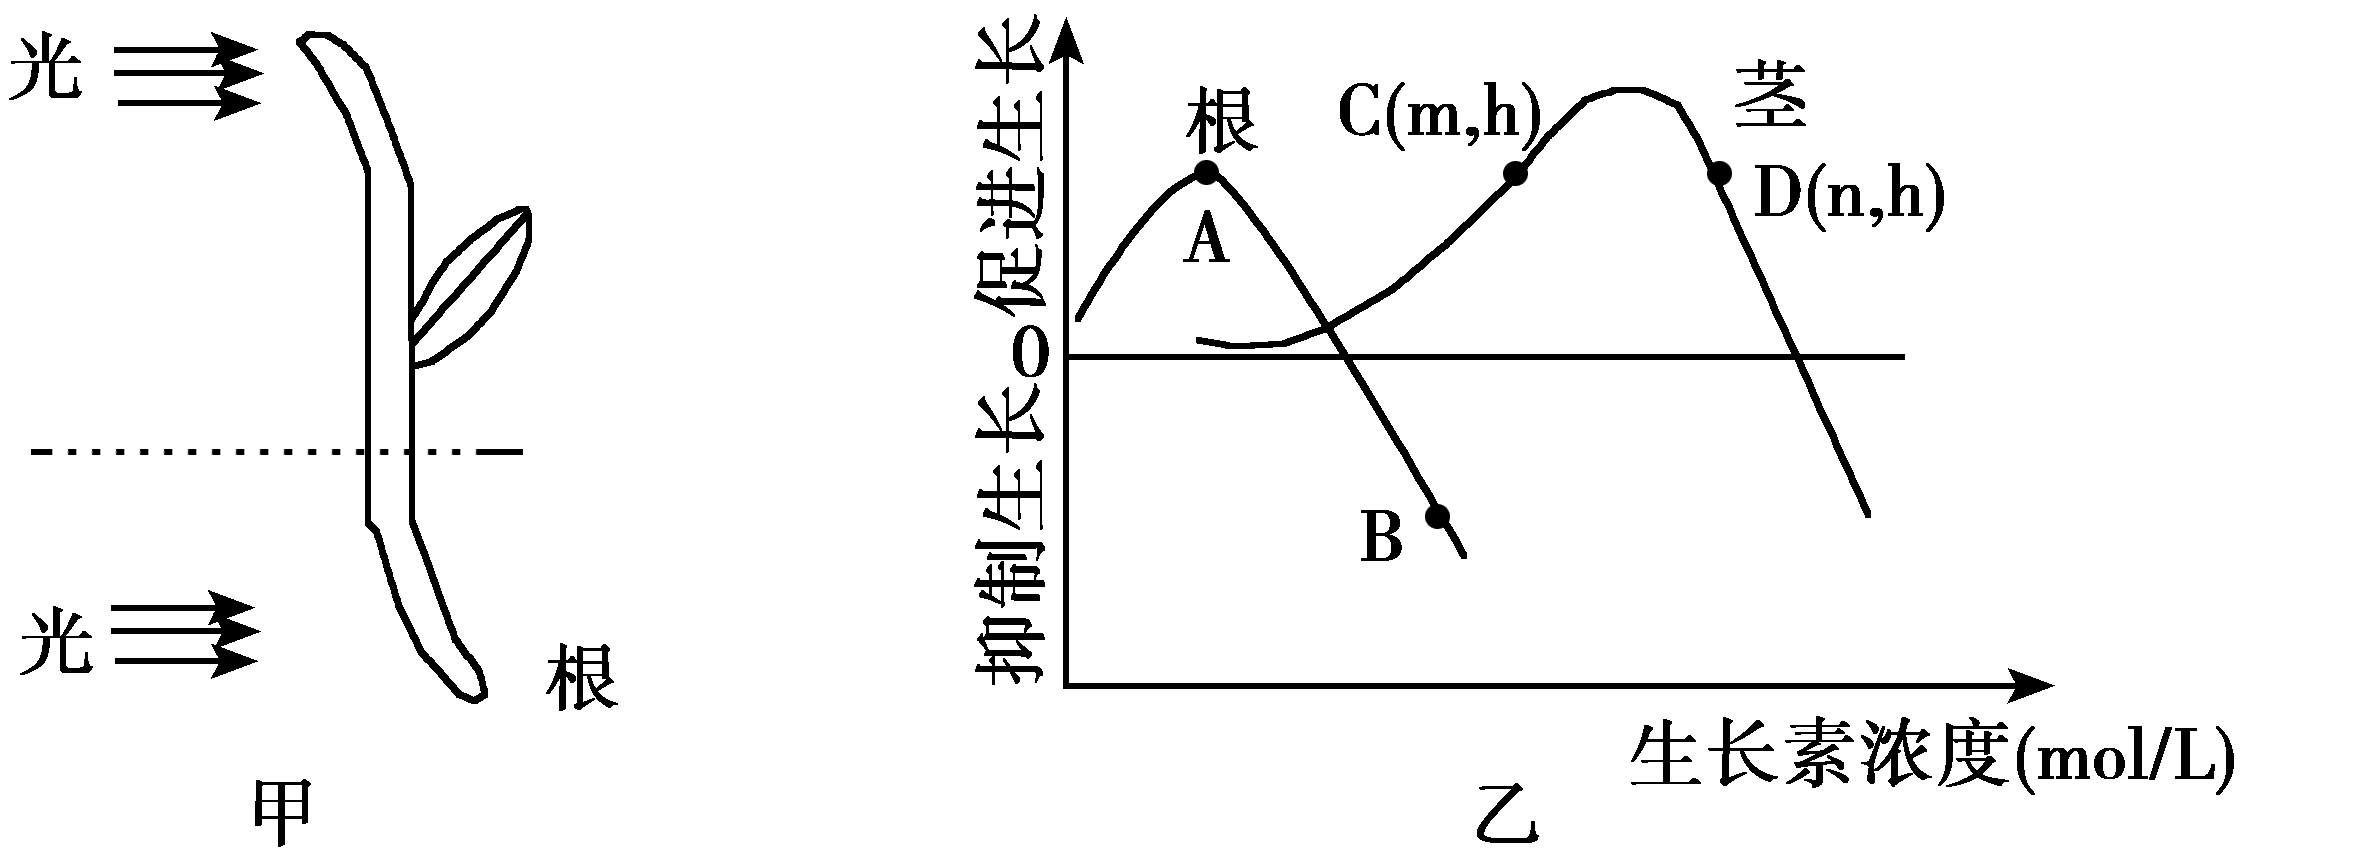 光
光
根
甲
促进生长
抑制生长
O
根
A
B
C(m,h)
茎
D(n,h)
生长素浓度(mol/L)
乙